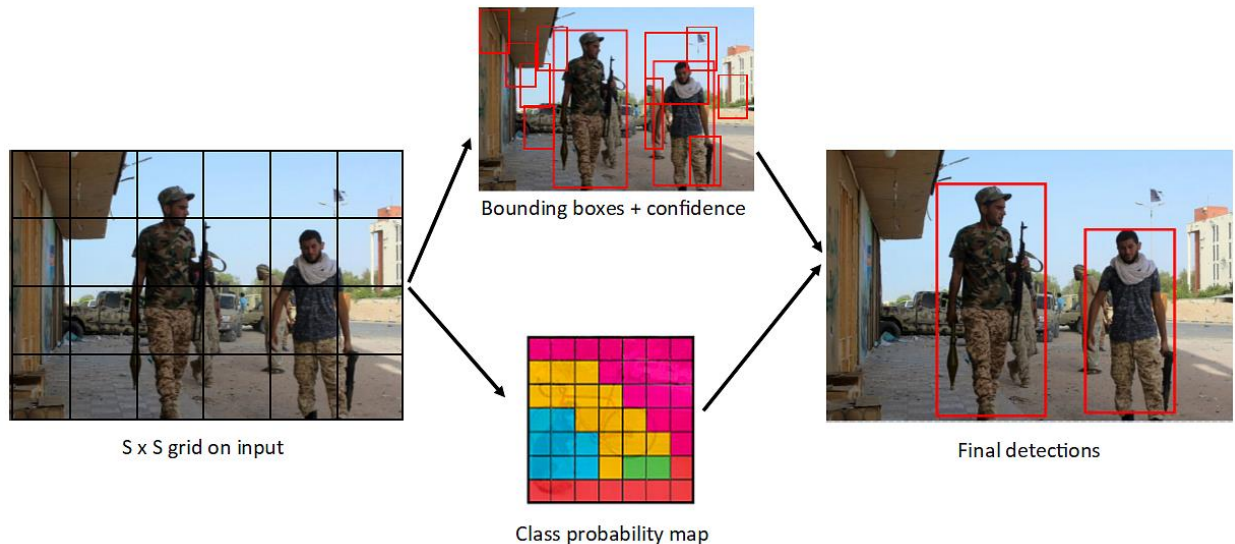 Bounding boxes + confidence
S x S grid on input
Final detections
Class probability map